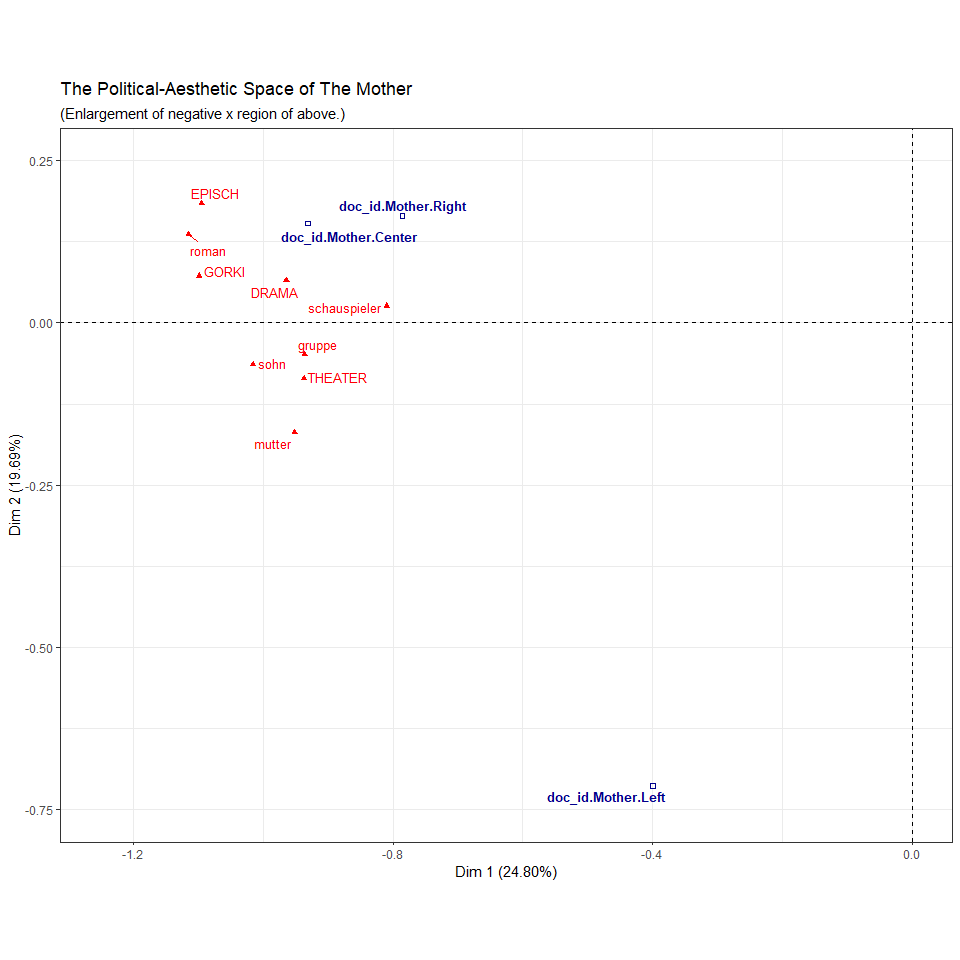 The Political-Aesthetic Space of The Mother
(Enlargement of negative x region of above.)
0.25
EPISCH
doc_id.Mother.Right
doc_id.Mother.Center
roman
GORKI
DRAMA
schauspieler
0.00
gruppe
sohn
THEATER
mutter
-0.25
Dim 2 (19.69%)
-0.50
doc_id.Mother.Left
-0.75
-1.2
-0.8
-0.4
0.0
Dim 1 (24.80%)